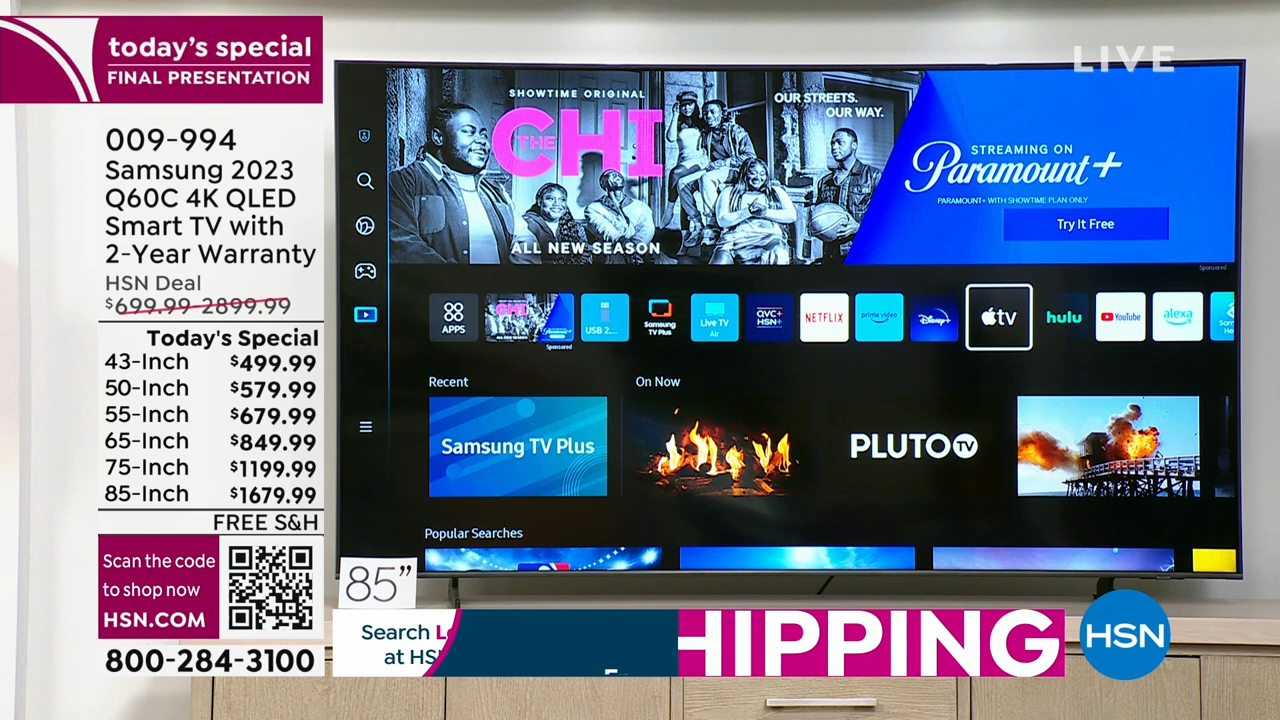 today's special
FINAL PRESENTATION
LIVE
009-994
Samsung 2023
Q60C 4K QLED
Smart TV with
2-Year Warranty
HSN Deal
$699.99-2899.99
Today's Special
43-Inch $499.99
50-Inch $579.99
55-Inch $679.99
65-Inch $849.99
75-Inch $1199.99
85-Inch $1679.99
FREE S&H
Scan the code
to shop now
HSN.COM
800-284-3100
SHOWTIME ORIGINAL
THE CHI
ALL NEW SEASON
OUR STREETS.
OUR WAY.
STREAMING ON
Paramount+
PARAMOUNT+ WITH SHOWTIME PLAN ONLY
Try It Free
Sponsored
APPS
Sponsored
USB 2....
Samsung
TV Plus
Live TV
Air
QVC+
HSN+
NETFLIX
prime video
Disney+
tv
hulu
YouTube
alexa
Recent
On Now
Samsung TV Plus
PLUTO TV
Popular Searches
85"
Search
at
HIPPING
HSN